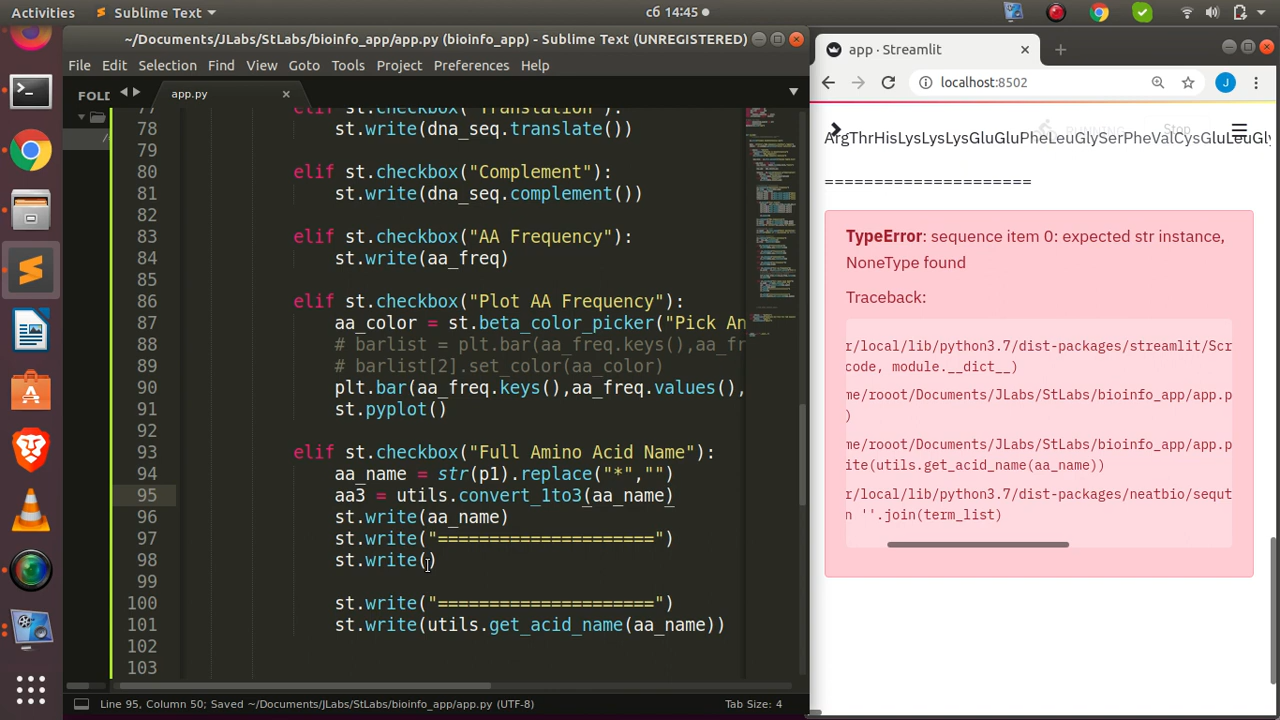 Activities
Sublime Text
сб 14:45
~/Documents/JLabs/StLabs/bioinfo_app/app.py (bioinfo_app) - Sublime Text (UNREGISTERED)
File Edit Selection Find View Goto Tools Project Preferences Help
FOLD
app.py
77 elif st.checkbox("Translation"):
78 st.write(dna_seq.translate())
79
80 elif st.checkbox("Complement"):
81 st.write(dna_seq.complement())
82
83 elif st.checkbox("AA Frequency"):
84 st.write(aa_freq)
85
86 elif st.checkbox("Plot AA Frequency"):
87 aa_color = st.beta_color_picker("Pick An
88 # barlist = plt.bar(aa_freq.keys(),aa_fr
89 # barlist[2].set_color(aa_color)
90 plt.bar(aa_freq.keys(),aa_freq.values(),
91 st.pyplot()
92
93 elif st.checkbox("Full Amino Acid Name"):
94 aa_name = str(p1).replace("*","")
95 aa3 = utils.convert_1to3(aa_name)
96 st.write(aa_name)
97 st.write("=====================")
98 st.write()
99
100 st.write("=====================")
101 st.write(utils.get_acid_name(aa_name))
102
103
Line 95, Column 50; Saved ~/Documents/JLabs/StLabs/bioinfo_app/app.py (UTF-8)
Tab Size: 4
app · Streamlit
localhost:8502
J
Stop
ArgThrHisLysLysLysGluGluPheLeuGlySerPheValCysGluLeuGly
=====================
TypeError: sequence item 0: expected str instance,
NoneType found
Traceback:
r/local/lib/python3.7/dist-packages/streamlit/Scr
code, module.__dict__)
me/rooot/Documents/JLabs/StLabs/bioinfo_app/app.p
)
me/rooot/Documents/JLabs/StLabs/bioinfo_app/app.p
ite(utils.get_acid_name(aa_name))
r/local/lib/python3.7/dist-packages/neatbio/sequt
n ''.join(term_list)